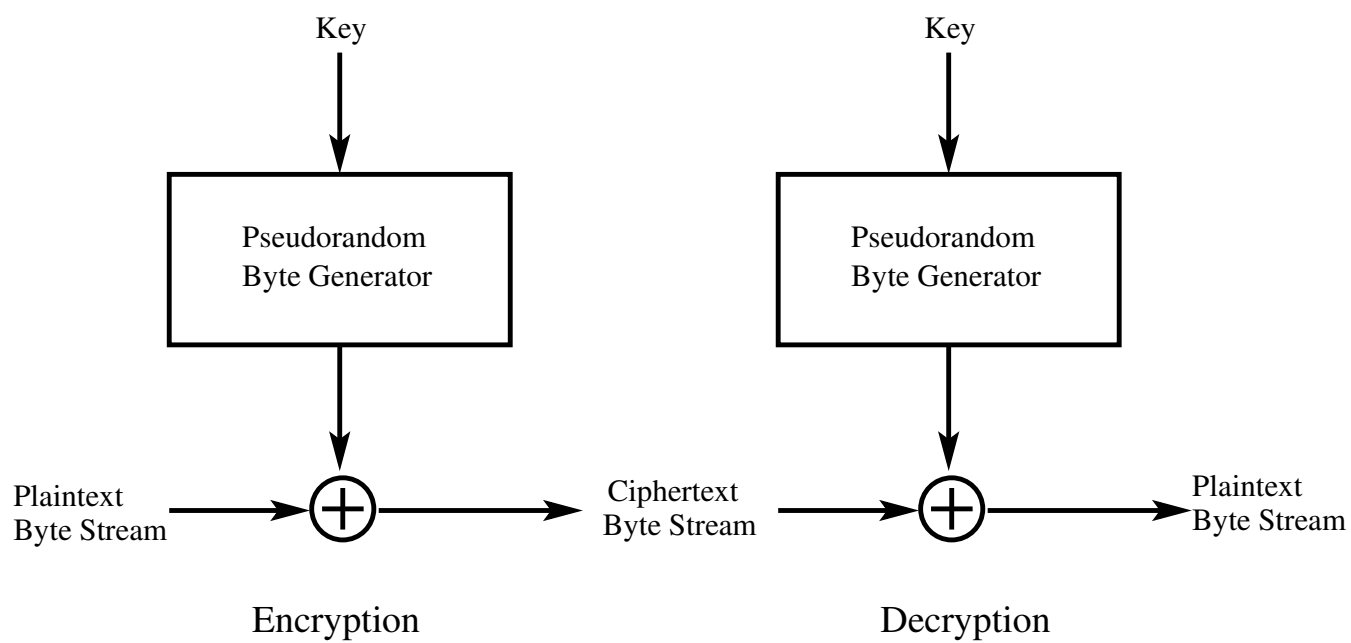 Key
Key
Pseudorandom
Byte Generator
Pseudorandom
Byte Generator
Plaintext
Byte Stream
Ciphertext
Byte Stream
Plaintext
Byte Stream
Encryption
Decryption